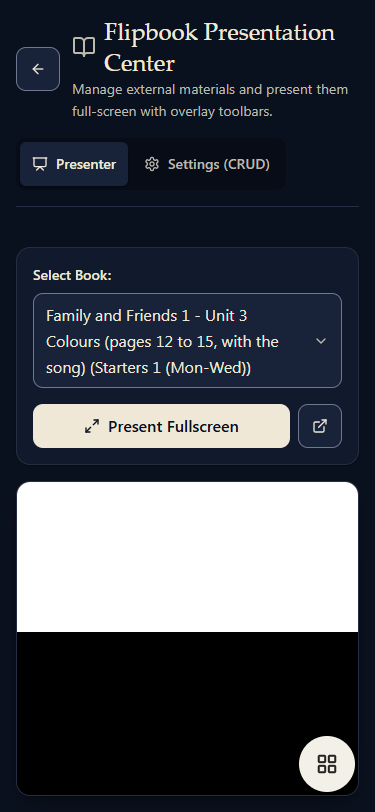 Flipbook Presentation
Center
Manage external materials and present them
full-screen with overlay toolbars.
Presenter
Settings (CRUD)
Select Book:
Family and Friends 1 - Unit 3
Colours (pages 12 to 15, with the
song) (Starters 1 (Mon-Wed))
Present Fullscreen